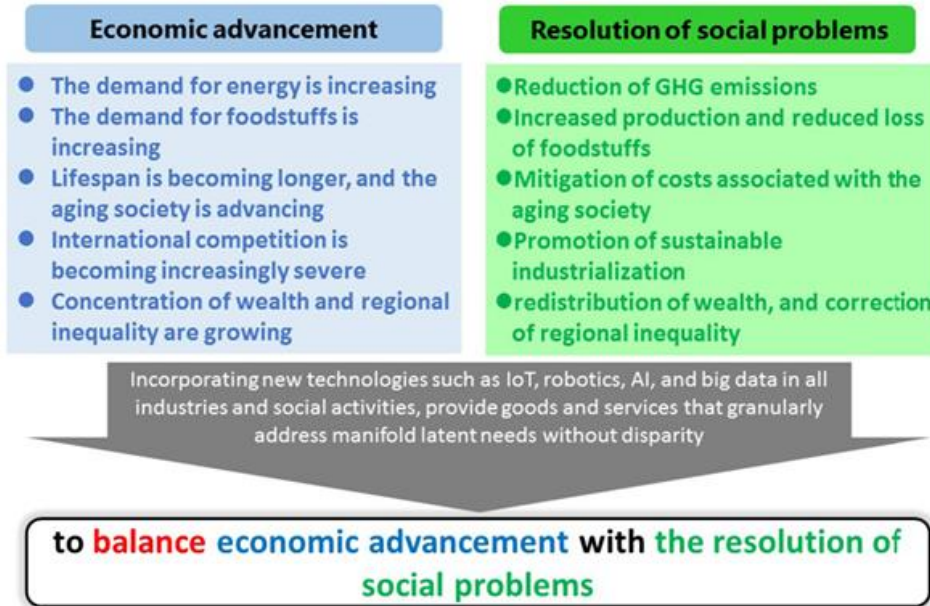 Economic advancement
● The demand for energy is increasing
● The demand for foodstuffs is
increasing
● Lifespan is becoming longer, and the
aging society is advancing
● International competition is
becoming increasingly severe
● Concentration of wealth and regional
inequality are growing
Resolution of social problems
●Reduction of GHG emissions
●Increased production and reduced loss
of foodstuffs
●Mitigation of costs associated with the
aging society
●Promotion of sustainable
industrialization
●redistribution of wealth, and correction
of regional inequality
Incorporating new technologies such as IoT, robotics, AI, and big data in all
industries and social activities, provide goods and services that granularly
address manifold latent needs without disparity
to balance economic advancement with the resolution of
social problems